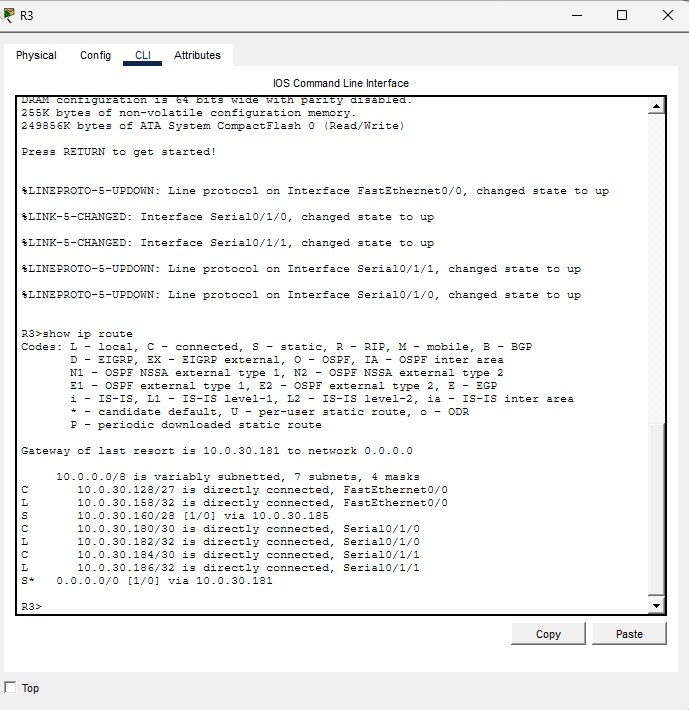 R3
Physical Config CLI Attributes
IOS Command Line Interface
DRAM configuration is 64 bits wide with parity disabled.
255K bytes of non-volatile configuration memory.
249856K bytes of ATA System CompactFlash 0 (Read/Write)
Press RETURN to get started!
%LINEPROTO-5-UPDOWN: Line protocol on Interface FastEthernet0/0, changed state to up
%LINK-5-CHANGED: Interface Serial0/1/0, changed state to up
%LINK-5-CHANGED: Interface Serial0/1/1, changed state to up
%LINEPROTO-5-UPDOWN: Line protocol on Interface Serial0/1/1, changed state to up
%LINEPROTO-5-UPDOWN: Line protocol on Interface Serial0/1/0, changed state to up
R3>show ip route
Codes: L - local, C - connected, S - static, R - RIP, M - mobile, B - BGP
D - EIGRP, EX - EIGRP external, O - OSPF, IA - OSPF inter area
N1 - OSPF NSSA external type 1, N2 - OSPF NSSA external type 2
E1 - OSPF external type 1, E2 - OSPF external type 2, E - EGP
i - IS-IS, L1 - IS-IS level-1, L2 - IS-IS level-2, ia - IS-IS inter area
* - candidate default, U - per-user static route, o - ODR
P - periodic downloaded static route
Gateway of last resort is 10.0.30.181 to network 0.0.0.0
10.0.0.0/8 is variably subnetted, 7 subnets, 4 masks
C 10.0.30.128/27 is directly connected, FastEthernet0/0
L 10.0.30.158/32 is directly connected, FastEthernet0/0
S 10.0.30.160/28 [1/0] via 10.0.30.185
C 10.0.30.180/30 is directly connected, Serial0/1/0
L 10.0.30.182/32 is directly connected, Serial0/1/0
C 10.0.30.184/30 is directly connected, Serial0/1/1
L 10.0.30.186/32 is directly connected, Serial0/1/1
S* 0.0.0.0/0 [1/0] via 10.0.30.181
R3>
Copy Paste
Top